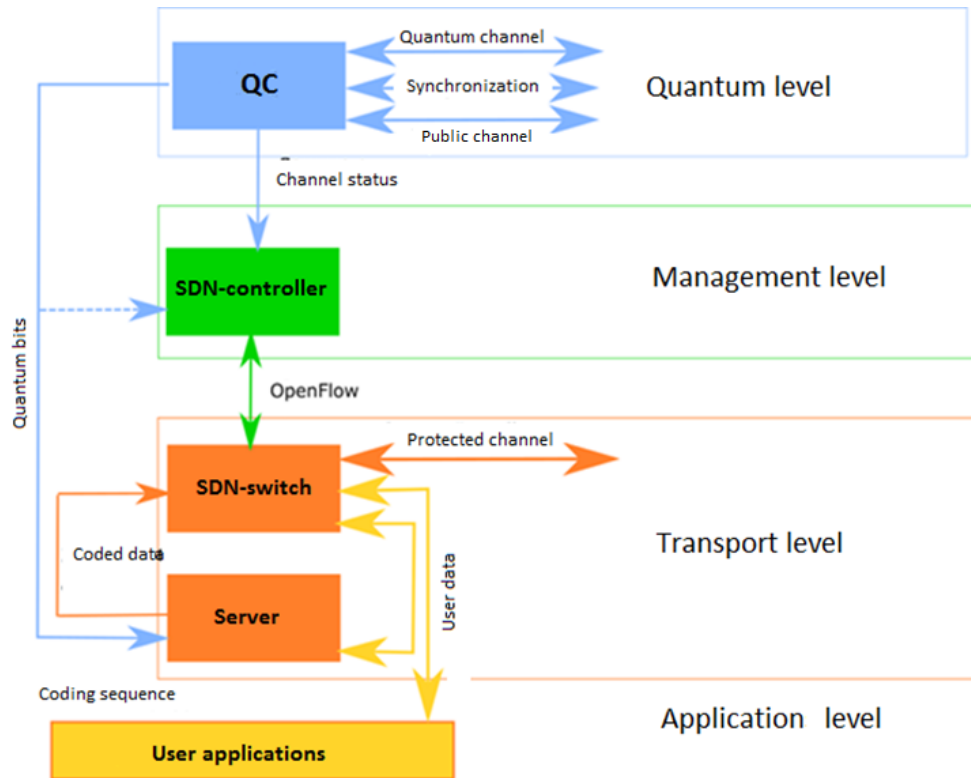 Quantum channel
QC
Synchronization
Quantum level
Public channel
Channel status
Management level
SDN-controller
Quantum bits
OpenFlow
Protected channel
SDN-switch
Transport level
Coded data
User data
Server
Coding sequence
Application level
User applications